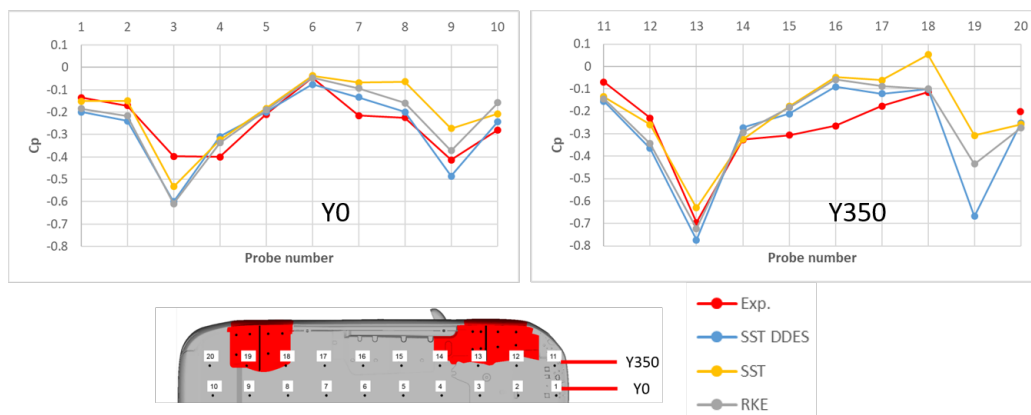 1 2 3 4 5 6 7 8 9 10
0.1
0
-0.1
-0.2
-0.3
-0.4
-0.5
-0.6
-0.7
-0.8
Cp
Y0
Probe number
11 12 13 14 15 16 17 18 19 20
0.1
0
-0.1
-0.2
-0.3
-0.4
-0.5
-0.6
-0.7
-0.8
Cp
Y350
Probe number
20 19 18 17 16 15 14 13 12 11
Y350
10 9 8 7 6 5 4 3 2 1
Y0
Exp.
SST DDES
SST
RKE